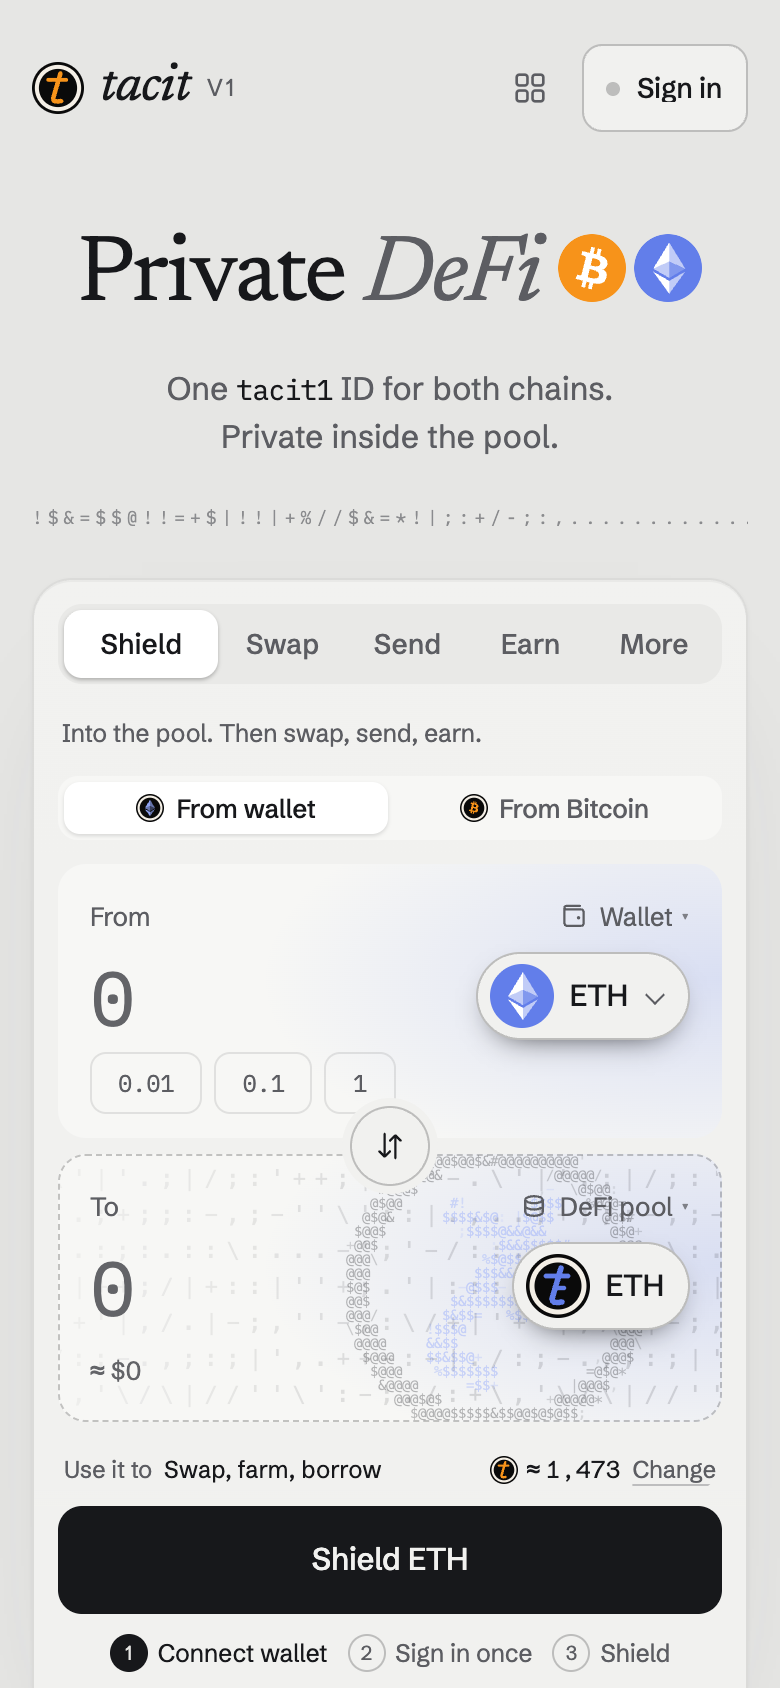 tacit V1
Sign in
Private DeFi
One tacit1 ID for both chains.
Private inside the pool.
!$&=$$@!!=+$|!!|+%//$&=*!|;:+/-;:,............
Shield Swap Send Earn More
Into the pool. Then swap, send, earn.
From wallet From Bitcoin
From Wallet
0 ETH
0.01 0.1 1
To DeFi pool
0 ETH
≈ $0
Use it to Swap, farm, borrow ≈ 1,473 Change
Shield ETH
1 Connect wallet 2 Sign in once 3 Shield